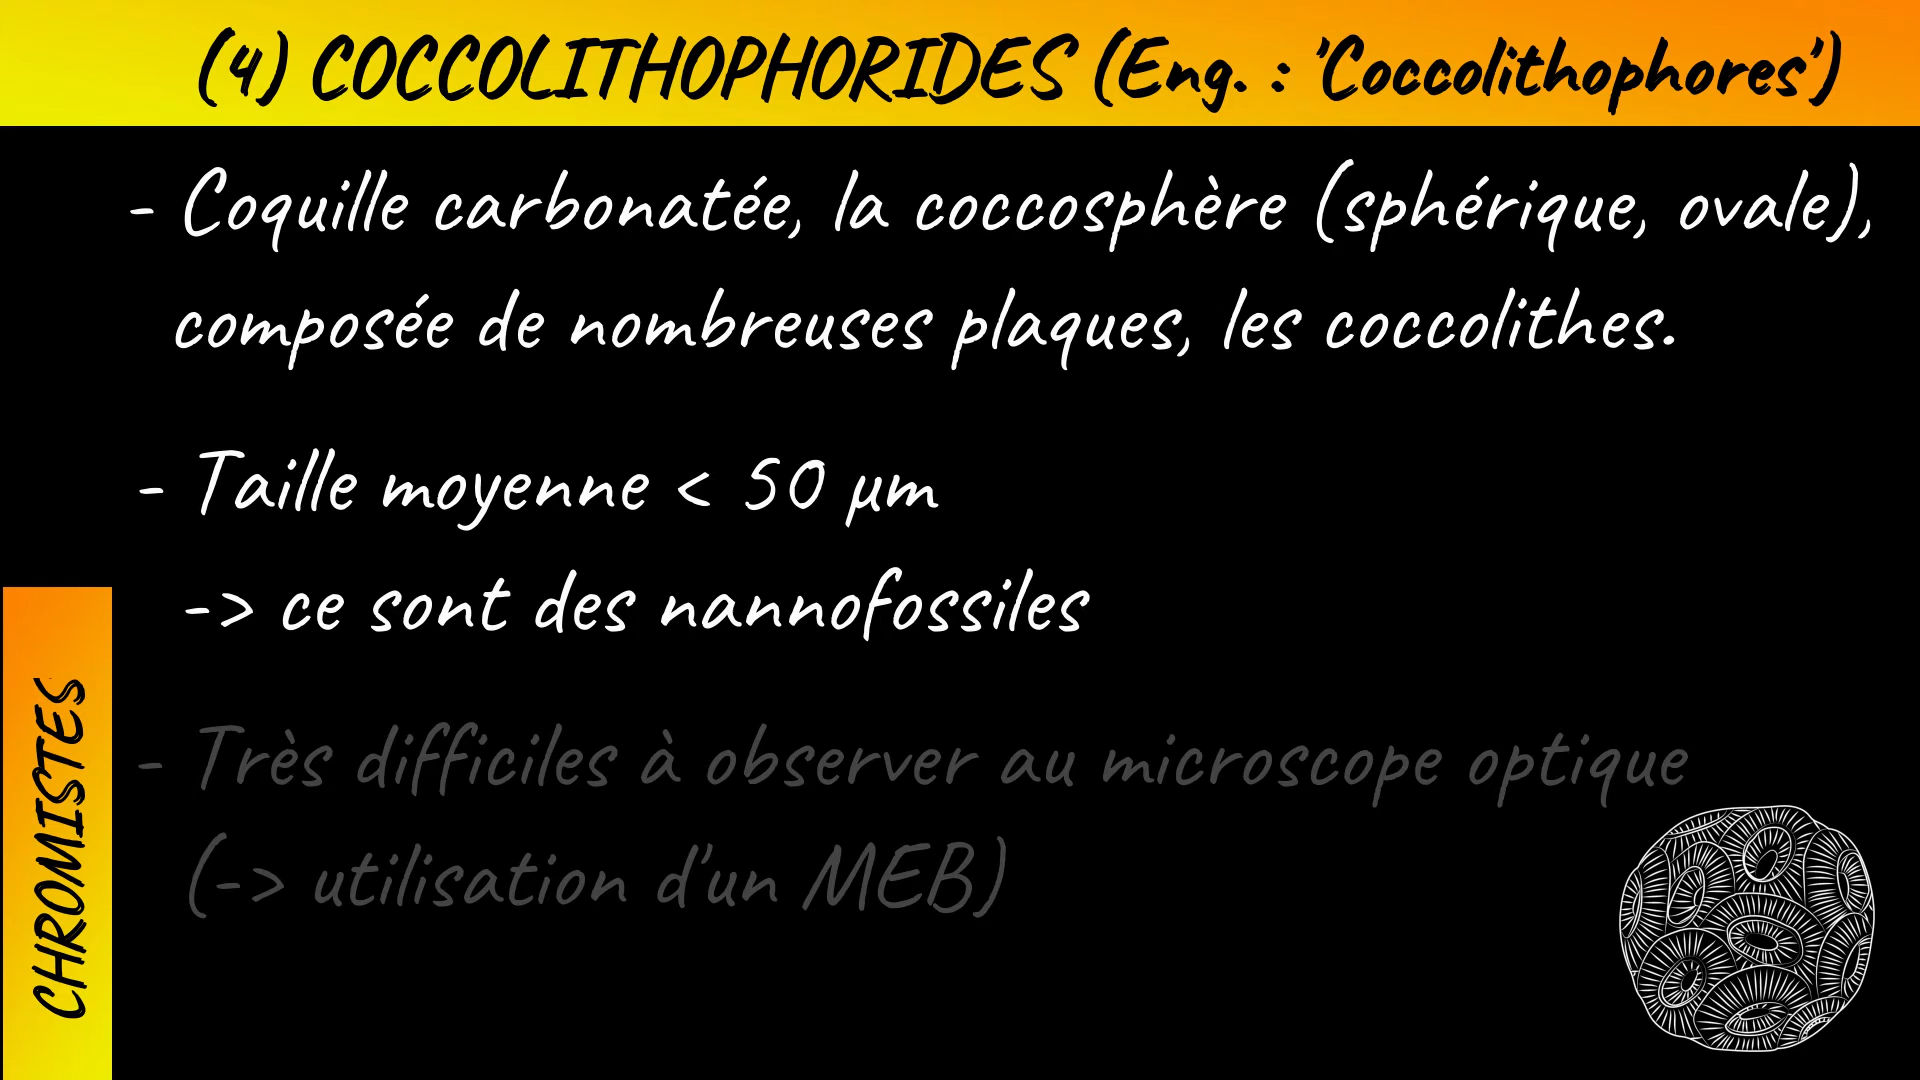 (4) COCCOLITHOPHORIDES (Eng. : 'Coccolithophores')
- Coquille carbonatée, la coccosphère (sphérique, ovale),
composée de nombreuses plaques, les coccolithes.
- Taille moyenne < 50 µm
-> ce sont des nannofossiles
- Très difficiles à observer au microscope optique
(-> utilisation d'un MEB)
CHROMISTES